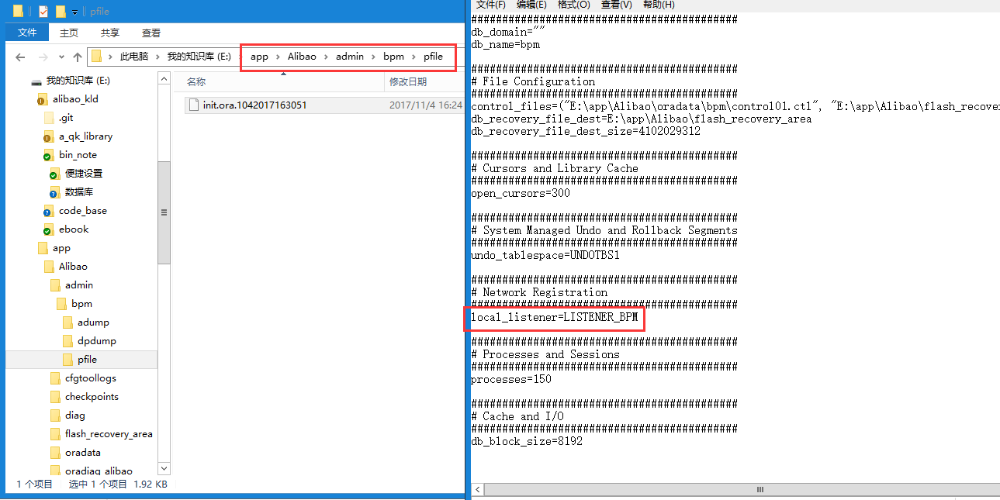 pfile
文件 主页 共享 查看
此电脑 我的知识库 (E:) app Alibao admin bpm pfile
我的知识库 (E:)
alibao_kld
.git
a_qk_library
bin_note
便捷设置
数据库
code_base
ebook
app
Alibao
admin
bpm
adump
dpdump
pfile
cfgtoollogs
checkpoints
diag
flash_recovery_area
oradata
oradiag_alibao
名称 修改日期
init.ora.1042017163051 2017/11/4 16:24
1 个项目 选中 1 个项目 1.92 KB
文件(F) 编辑(E) 格式(O) 查看(V) 帮助(H)
###########################################
db_domain=""
db_name=bpm
###########################################
# File Configuration
###########################################
control_files=("E:\app\Alibao\oradata\bpm\control01.ctl", "E:\app\Alibao\flash_recover
db_recovery_file_dest=E:\app\Alibao\flash_recovery_area
db_recovery_file_dest_size=4102029312
###########################################
# Cursors and Library Cache
###########################################
open_cursors=300
###########################################
# System Managed Undo and Rollback Segments
###########################################
undo_tablespace=UNDOTBS1
###########################################
# Network Registration
###########################################
local_listener=LISTENER_BPM
###########################################
# Processes and Sessions
###########################################
processes=150
###########################################
# Cache and I/O
###########################################
db_block_size=8192